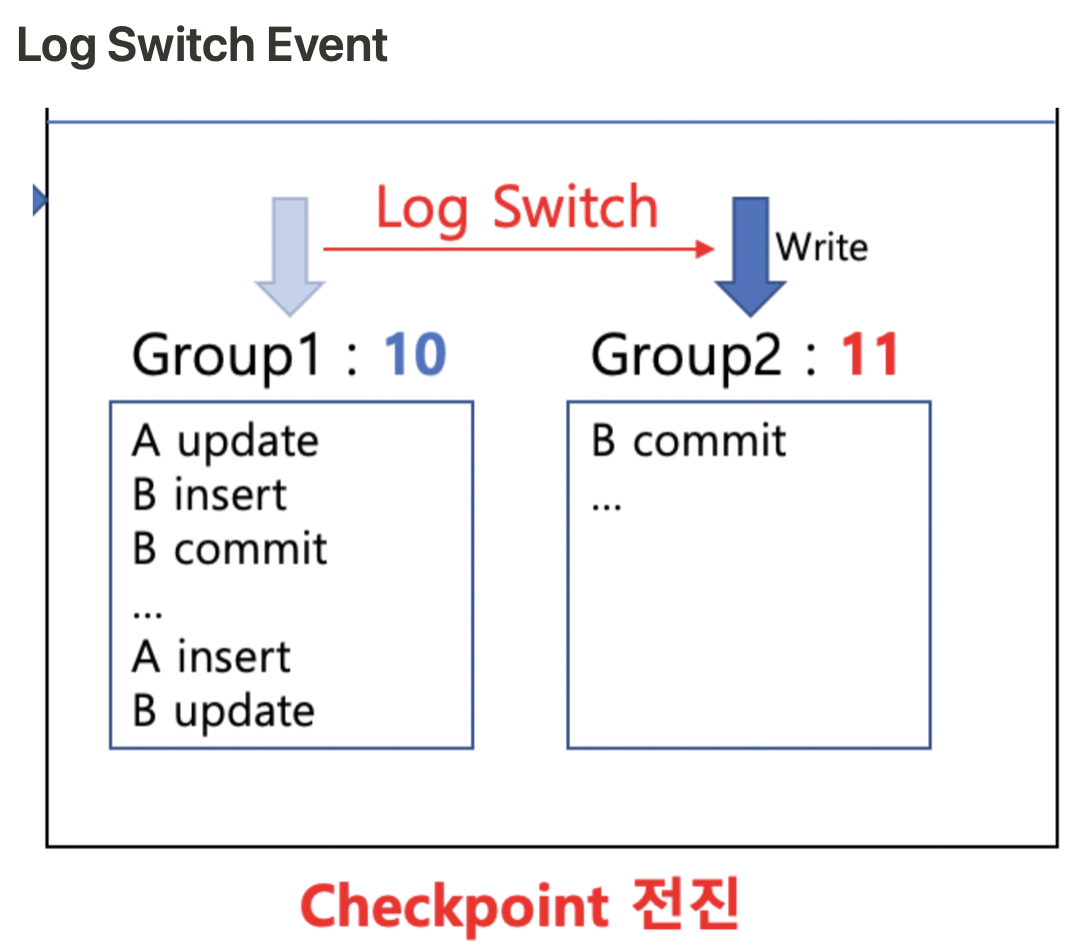 Log Switch Event
Log Switch
Write
Group1 : 10
A update
B insert
B commit
...
A insert
B update
Group2 : 11
B commit
...
Checkpoint 전진